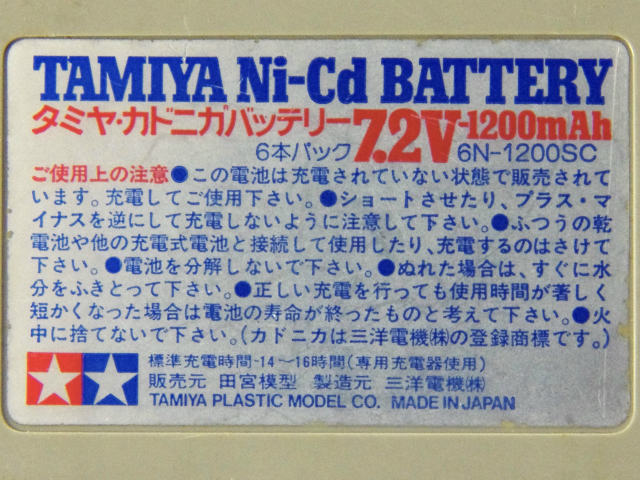 TAMIYA Ni-Cd BATTERY
タミヤ・カドニカバッテリー7.2V-1200mAh
6本パック 6N-1200SC
ご使用上の注意●この電池は充電されていない状態で販売されて
います。充電してご使用下さい。●ショートさせたり、プラス・マ
イナスを逆にして充電しないように注意して下さい。●ふつうの乾
電池や他の充電式電池と接続して使用したり、充電するのはさけて
下さい。●電池を分解しないで下さい。●ぬれた場合は、すぐに水
分をふきとって下さい。●正しい充電を行っても使用時間が著しく
短かくなった場合は電池の寿命が終ったものと考えて下さい。●火
中に捨てないで下さい。(カドニカは三洋電機㈱の登録商標です。)
標準充電時間-14～16時間(専用充電器使用)
販売元 田宮模型 製造元 三洋電機㈱
TAMIYA PLASTIC MODEL CO. MADE IN JAPAN